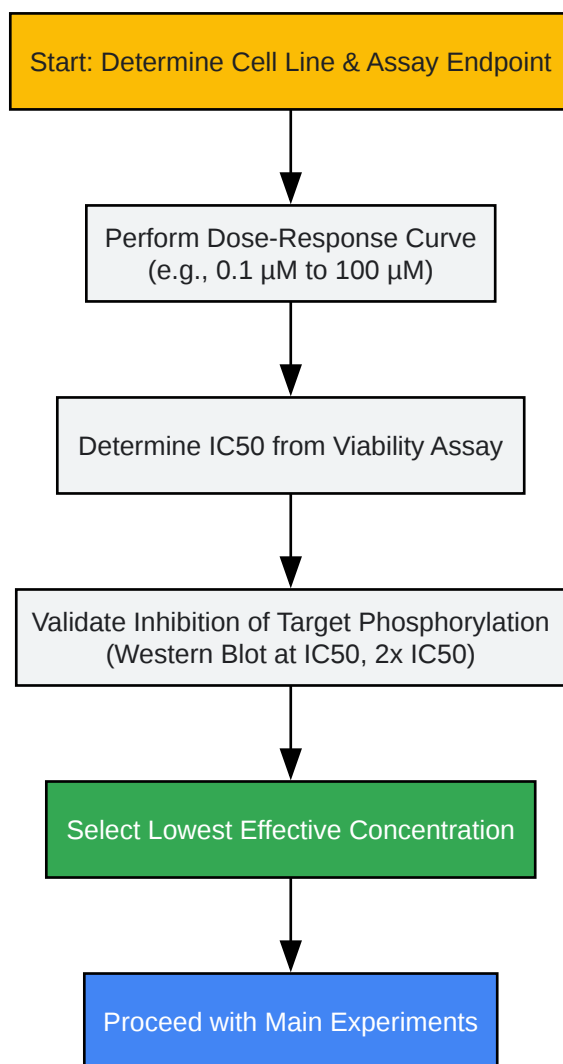 Start: Determine Cell Line & Assay Endpoint
Perform Dose-Response Curve
(e.g., 0.1 µM to 100 µM)
Determine IC50 from Viability Assay
Validate Inhibition of Target Phosphorylation
(Western Blot at IC50, 2x IC50)
Select Lowest Effective Concentration
Proceed with Main Experiments